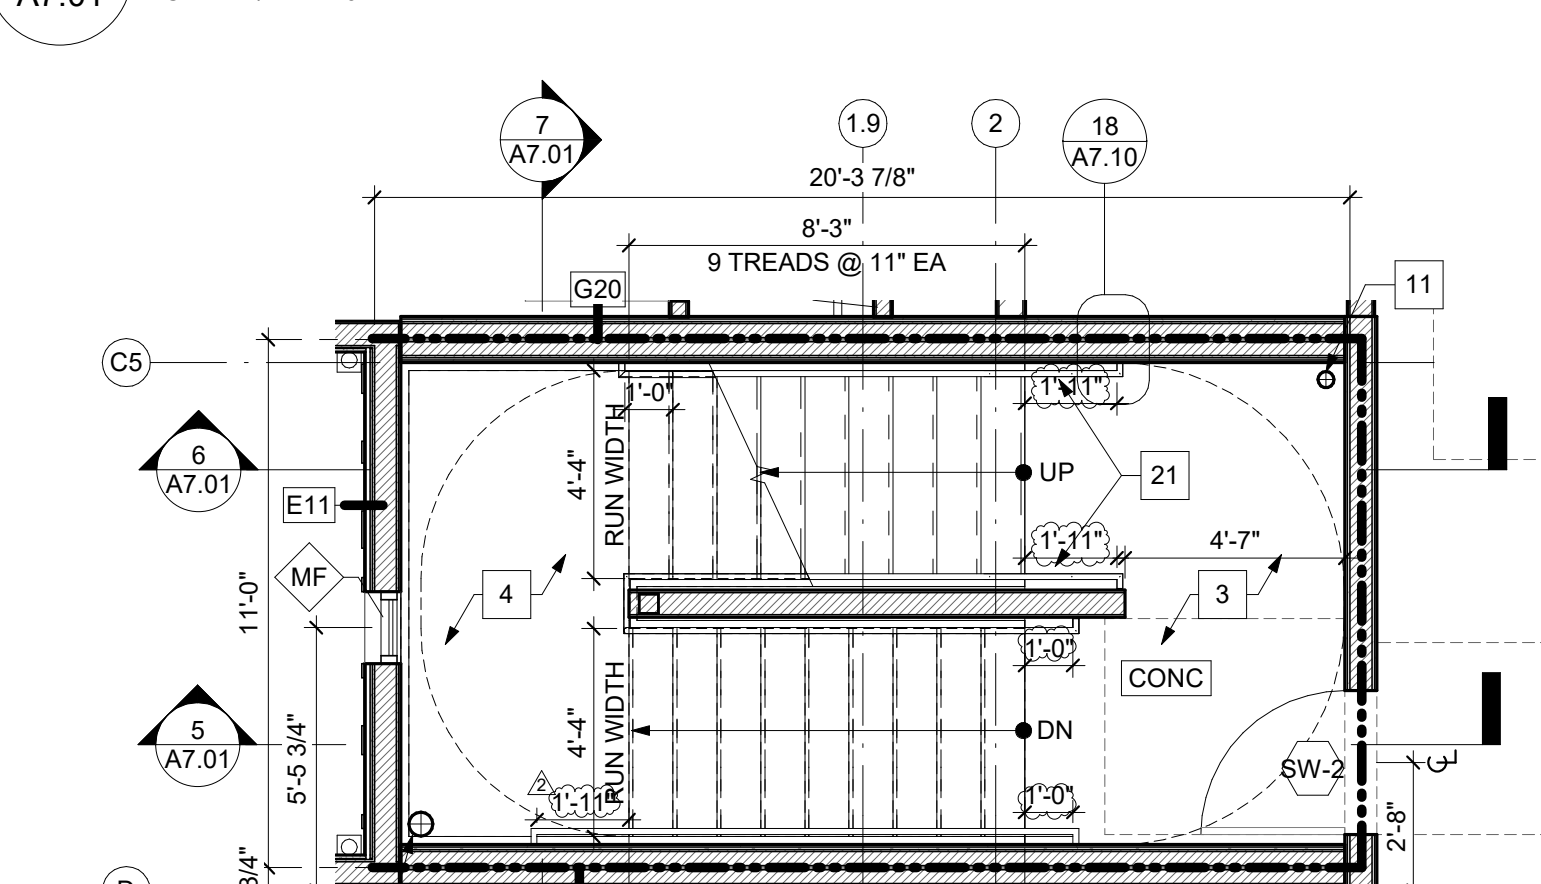 A7.01
7
A7.01
1.9
2
18
A7.10
20'-3 7/8"
8'-3"
9 TREADS @ 11" EA
G20
11
C5
1'-0"
1'-11"
RUN WIDTH
4'-4"
6
A7.01
UP
21
E11
1'-11"
4'-7"
MF
4
3
11'-0"
1'-0"
CONC
RUN WIDTH
4'-4"
5
A7.01
5'-5 3/4"
DN
SW-2
CL
2
1'-11"
1'-0"
2'-8"
3/4"